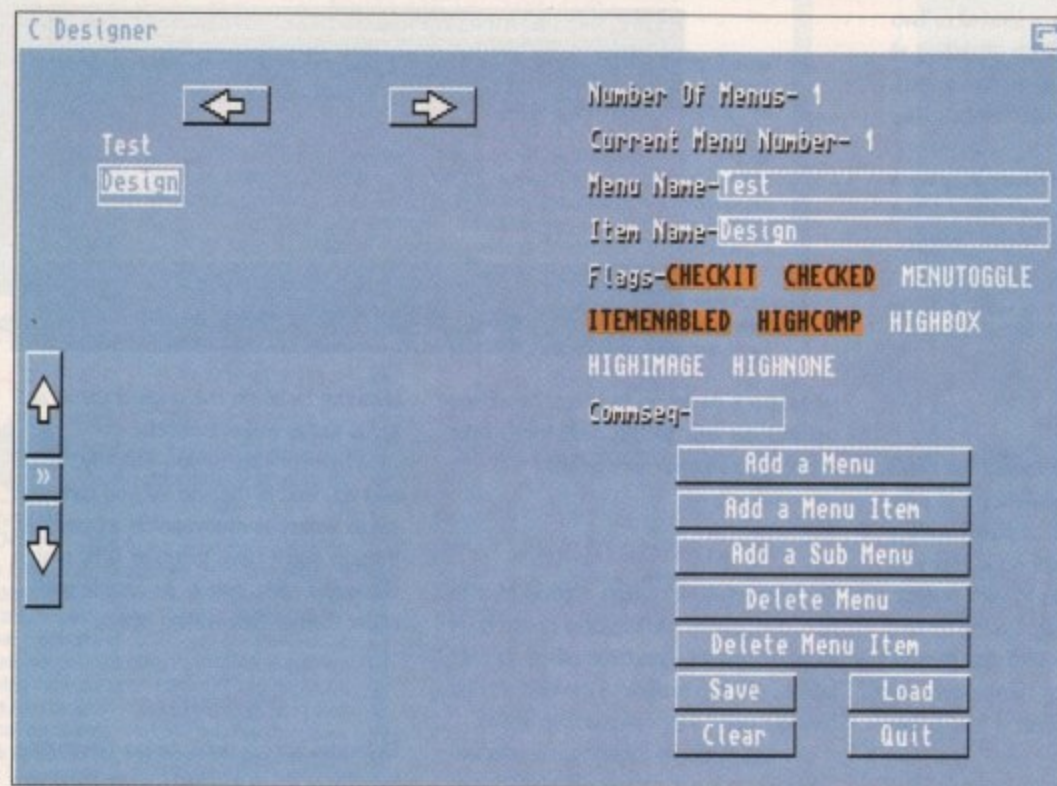 C Designer
Test
Design
»
Number Of Menus- 1
Current Menu Number- 1
Menu Name-Test
Item Name-Design
Flags-CHECKIT CHECKED MENUTOGGLE
ITEMENABLED HIGHCOMP HIGHBOX
HIGHIMAGE HIGHNONE
Commseq-
Add a Menu
Add a Menu Item
Add a Sub Menu
Delete Menu
Delete Menu Item
Save Load
Clear Quit